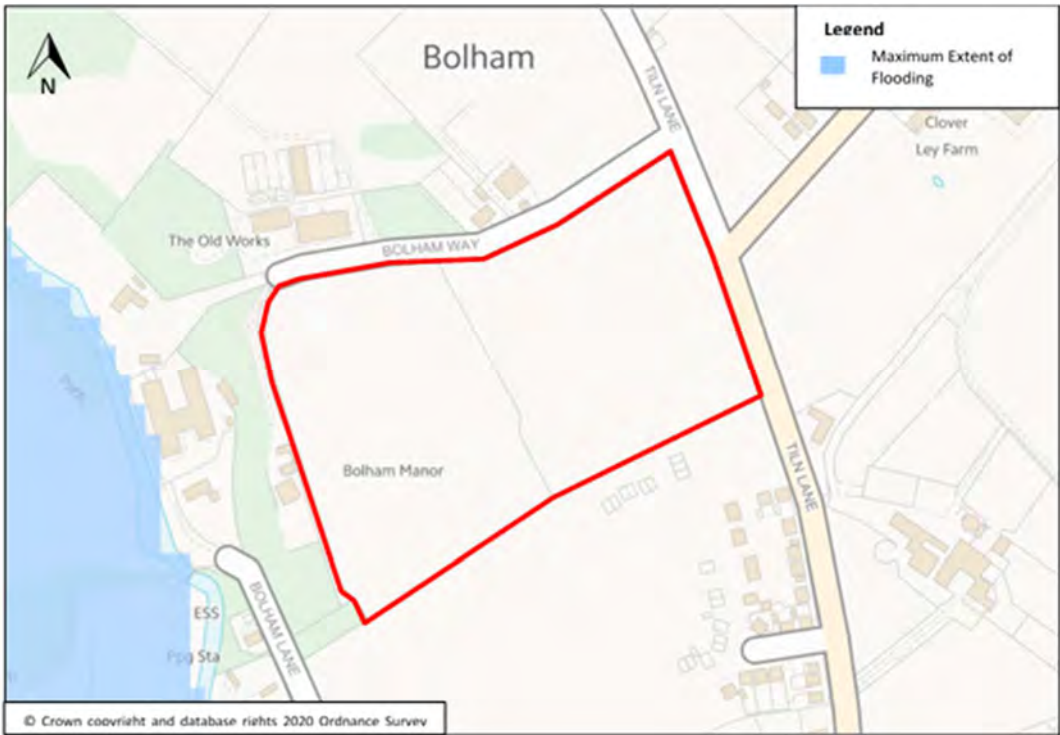 Legend
Maximum Extent of
Flooding
N
Bolham
TILN LANE
Clover
Ley Farm
The Old Works
BOLHAM WAY
Path
Bolham Manor
TILN LANE
BOLHAM LANE
ESS
Ppg Sta
© Crown copyright and database rights 2020 Ordnance Survey